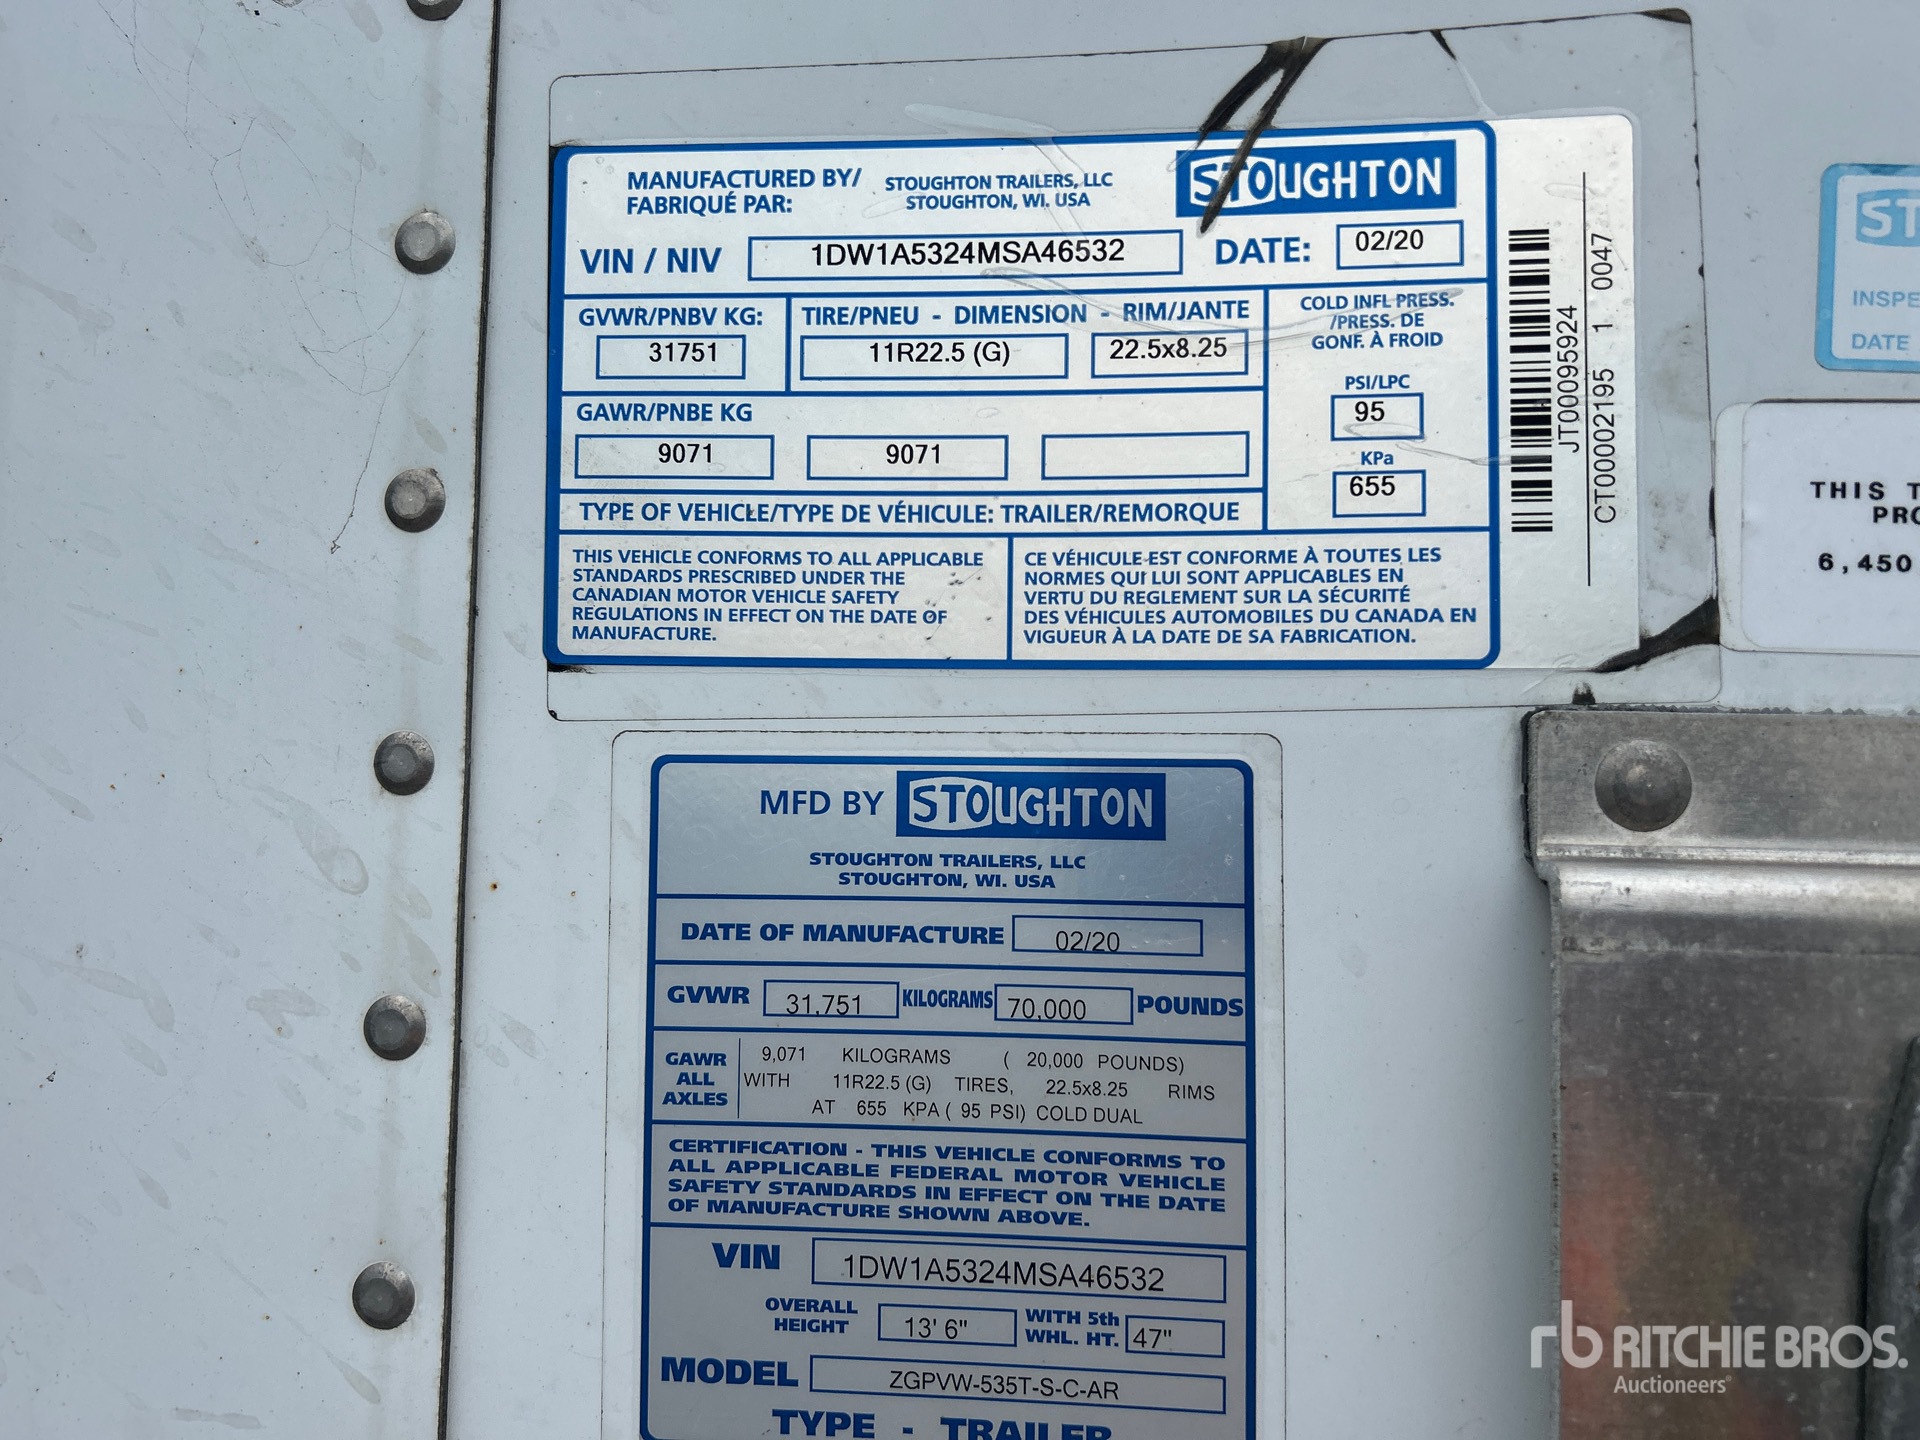 MANUFACTURED BY/
FABRIQUÉ PAR:
STOUGHTON TRAILERS, LLC
STOUGHTON, WI. USA
STOUGHTON
VIN / NIV 1DW1A5324MSA46532 DATE: 02/20
GVWR/PNBV KG:
31751
TIRE/PNEU - DIMENSION - RIM/JANTE
11R22.5 (G) 22.5x8.25
COLD INFL PRESS.
/PRESS. DE
GONF. À FROID
PSI/LPC
95
KPa
655
GAWR/PNBE KG
9071 9071
TYPE OF VEHICLE/TYPE DE VÉHICULE: TRAILER/REMORQUE
THIS VEHICLE CONFORMS TO ALL APPLICABLE
STANDARDS PRESCRIBED UNDER THE
CANADIAN MOTOR VEHICLE SAFETY
REGULATIONS IN EFFECT ON THE DATE OF
MANUFACTURE.
CE VÉHICULE EST CONFORME À TOUTES LES
NORMES QUI LUI SONT APPLICABLES EN
VERTU DU REGLEMENT SUR LA SÉCURITÉ
DES VÉHICULES AUTOMOBILES DU CANADA EN
VIGUEUR À LA DATE DE SA FABRICATION.
JT00095924
CT00002195 1 0047
ST
INSPE
DATE
THIS T
PRO
6,450
MFD BY STOUGHTON
STOUGHTON TRAILERS, LLC
STOUGHTON, WI. USA
DATE OF MANUFACTURE 02/20
GVWR 31,751 KILOGRAMS 70,000 POUNDS
GAWR
ALL
AXLES
9,071 KILOGRAMS ( 20,000 POUNDS)
WITH 11R22.5 (G) TIRES, 22.5x8.25 RIMS
AT 655 KPA ( 95 PSI) COLD DUAL
CERTIFICATION - THIS VEHICLE CONFORMS TO
ALL APPLICABLE FEDERAL MOTOR VEHICLE
SAFETY STANDARDS IN EFFECT ON THE DATE
OF MANUFACTURE SHOWN ABOVE.
VIN 1DW1A5324MSA46532
OVERALL
HEIGHT
13' 6"
WITH 5th
WHL. HT.
47"
MODEL ZGPVW-535T-S-C-AR
TYPE - TRAILER
rb RITCHIE BROS.
Auctioneers